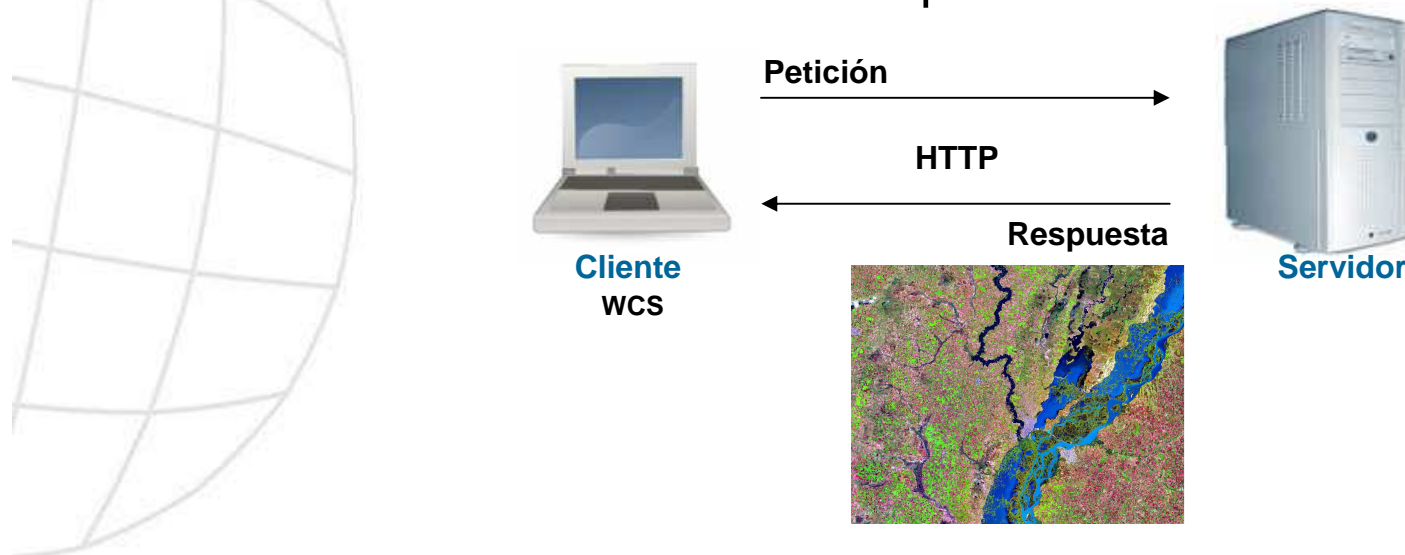 Petición
HTTP
Respuesta
Cliente
WCS
Servidor